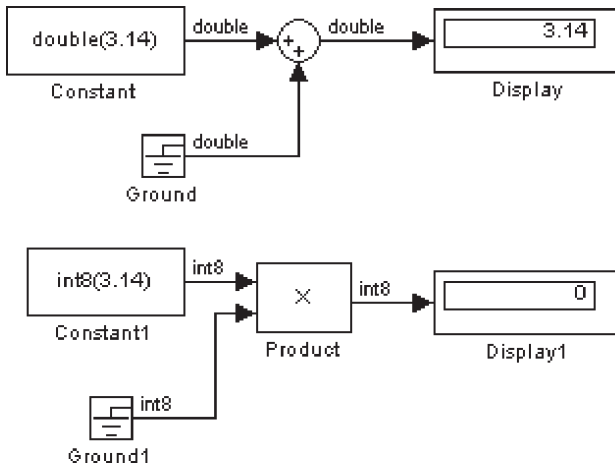 double(3.14)
double
+
+
double
3.14
Constant
Display
double
Ground
int8(3.14)
int8
×
int8
0
Constant1
Product
Display1
int8
Ground1